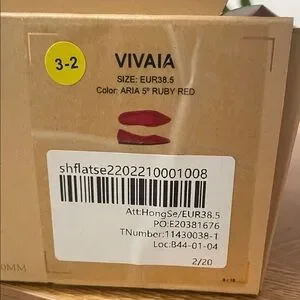 3-2
VIVAIA
SIZE: EUR38.5
Color: ARIA 5° RUBY RED
shflatse2202210001008
Att:HongSe/EUR38.5
PO:E20381676
TNumber:11430038-1
Loc:B44-01-04
2/20
0MM